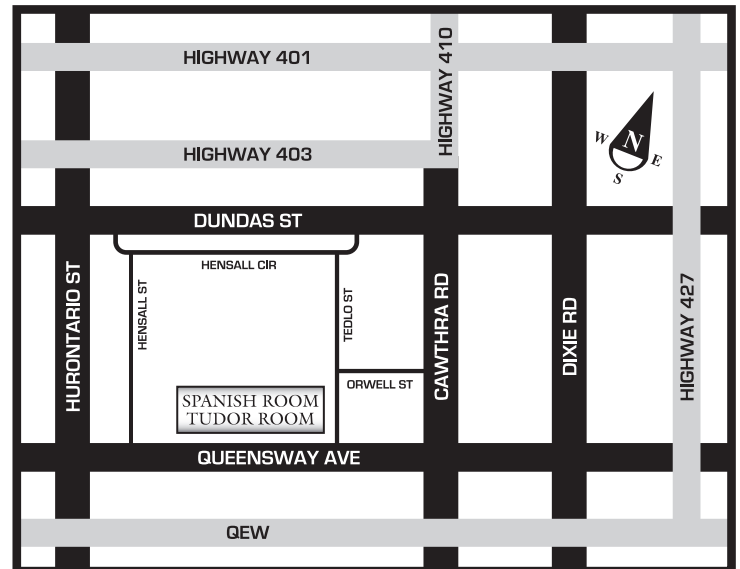 HIGHWAY 401
HIGHWAY 410
HIGHWAY 403
W
N
E
S
DUNDAS ST
HENSALL CIR
HURONTARIO ST
HENSALL ST
TEDLO ST
CAWTHRA RD
DIXIE RD
HIGHWAY 427
ORWELL ST
SPANISH ROOM
TUDOR ROOM
QUEENSWAY AVE
QEW